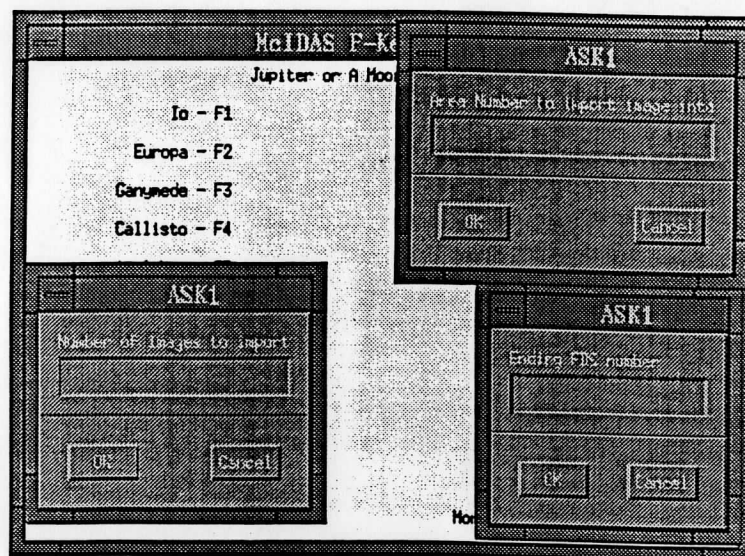 McIDAS F-Ke
Jupiter or A Moo
Io - F1
Europa - F2
Ganymede - F3
Callisto - F4
ASK1
Area Number to import image into
OK
Cancel
ASK1
Number of Images to import
OK
Cancel
ASK1
Ending FDS number
OK
Cancel